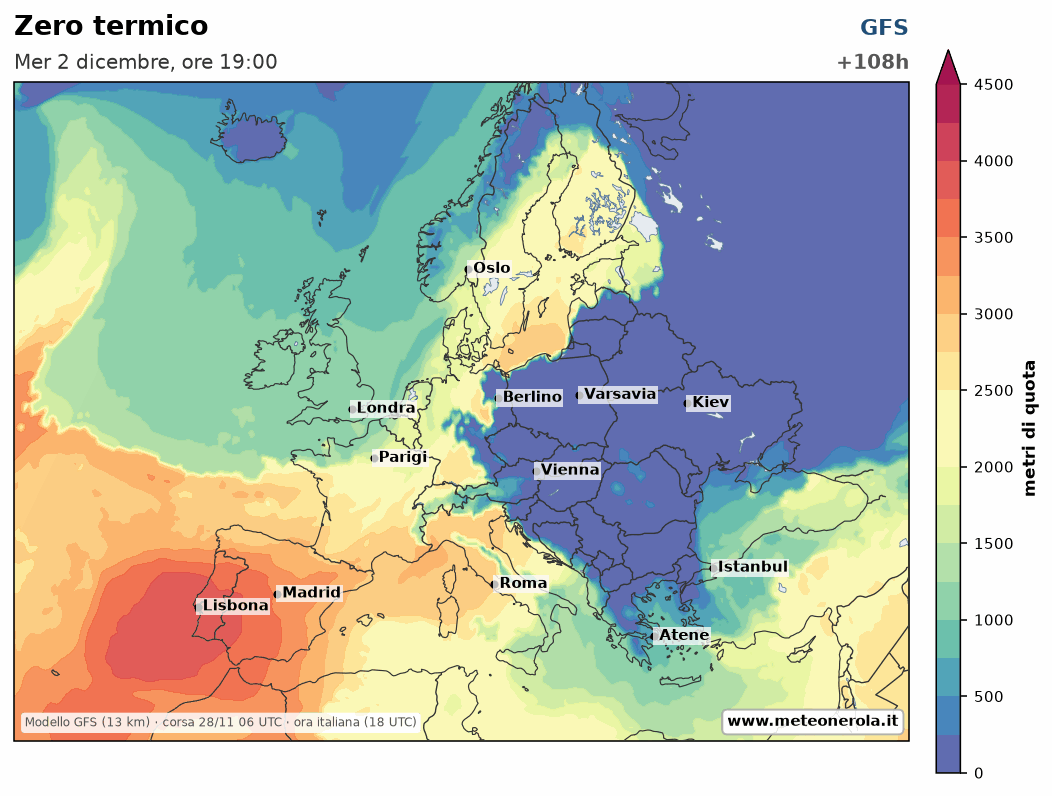 Zero termico
GFS
Mer 2 dicembre, ore 19:00
+108h
4500
4000
3500
3000
2500
2000
1500
1000
500
0
metri di quota
Oslo
Berlino
Varsavia
Kiev
Londra
Parigi
Vienna
Istanbul
Roma
Madrid
Lisbona
Atene
Modello GFS (13 km) · corsa 28/11 06 UTC · ora italiana (18 UTC)
www.meteonerola.it